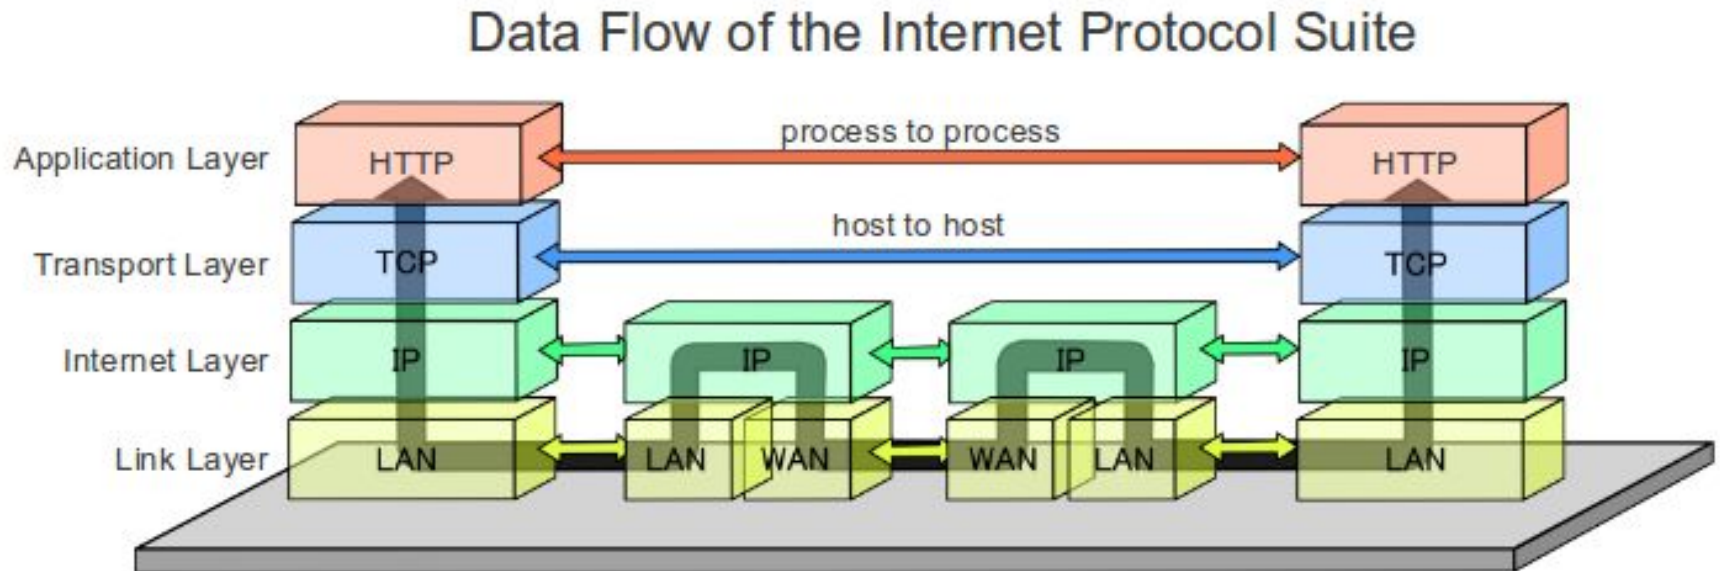 Data Flow of the Internet Protocol Suite
Application Layer HTTP process to process HTTP
Transport Layer TCP host to host TCP
Internet Layer IP IP IP IP
Link Layer LAN LAN WAN WAN LAN LAN